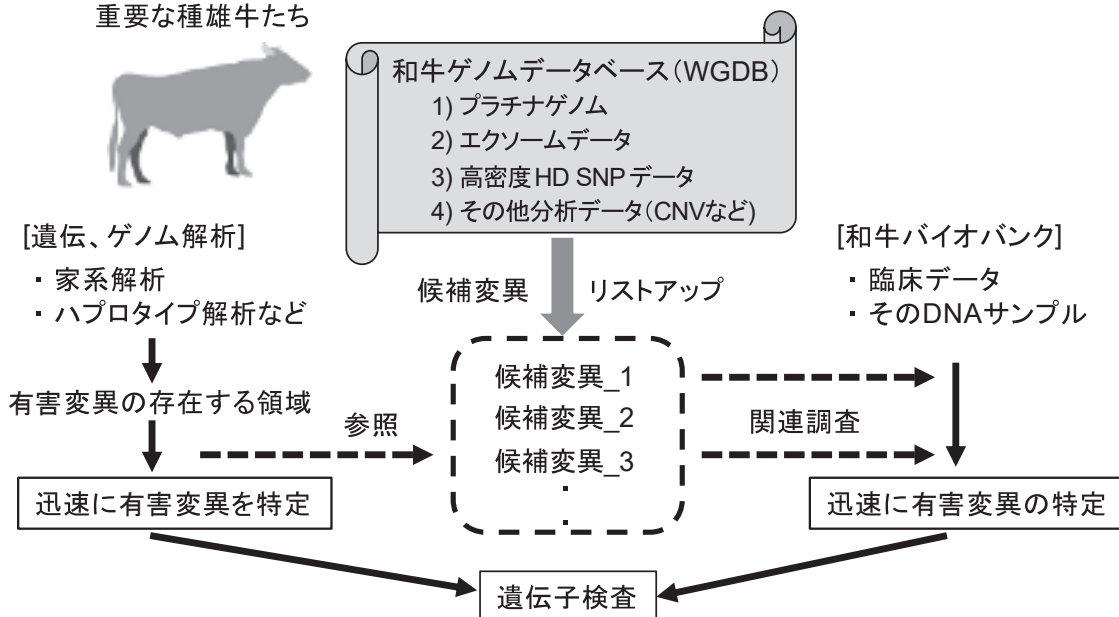 重要な種雄牛たち
和牛ゲノムデータベース（WGDB）
1) プラチナゲノム
2) エクソームデータ
3) 高密度HD SNPデータ
4) その他分析データ（CNVなど）
[遺伝、ゲノム解析]
・ 家系解析
・ ハプロタイプ解析など
候補変異 リストアップ
[和牛バイオバンク]
・ 臨床データ
・ そのDNAサンプル
有害変異の存在する領域
参照
候補変異_1
候補変異_2
候補変異_3
・
・
関連調査
迅速に有害変異を特定
迅速に有害変異の特定
遺伝子検査